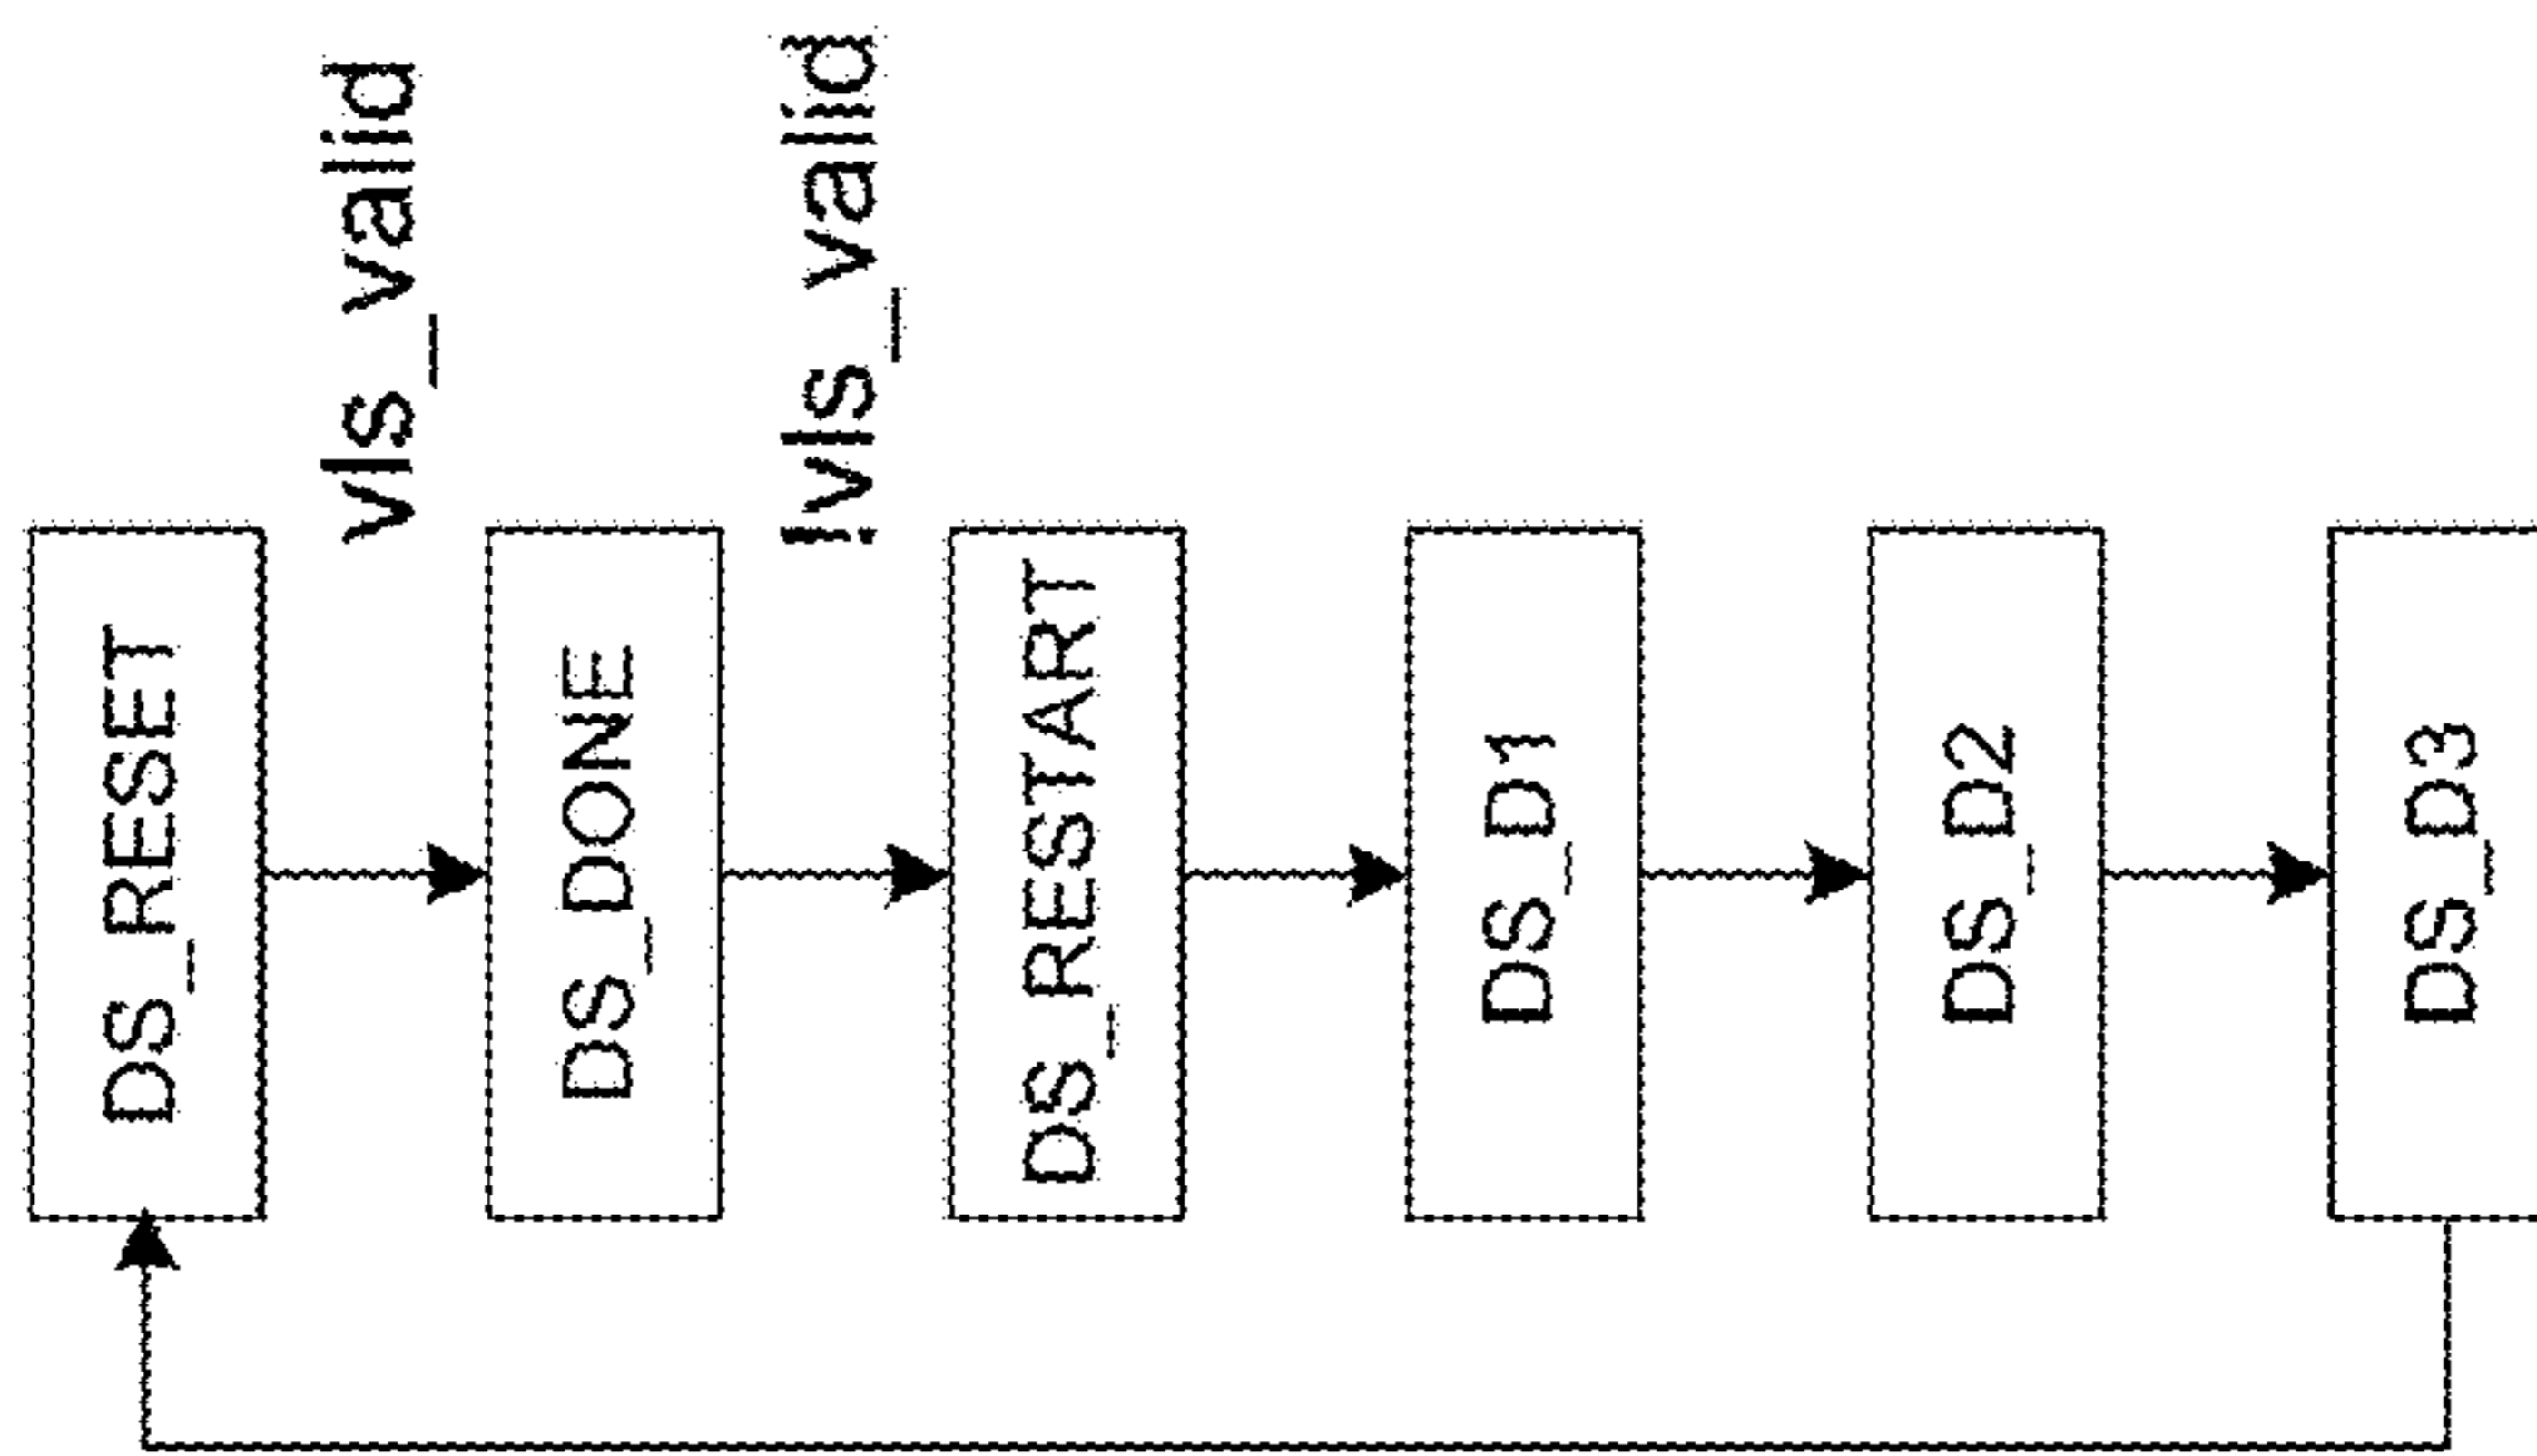 DS_RESET
vls_valid
DS_DONE
!vls_valid
DS_RESTART
DS_D1
DS_D2
DS_D3